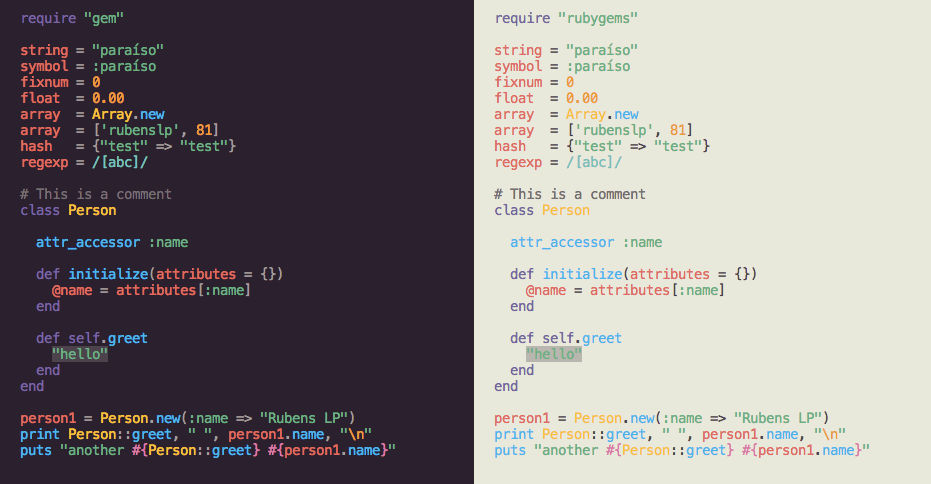 require "gem"

string = "paraíso"
symbol = :paraíso
fixnum = 0
float  = 0.00
array  = Array.new
array  = ['rubenslp', 81]
hash   = {"test" => "test"}
regexp = /[abc]/

# This is a comment
class Person

  attr_accessor :name

  def initialize(attributes = {})
    @name = attributes[:name]
  end

  def self.greet
    "hello"
  end
end

person1 = Person.new(:name => "Rubens LP")
print Person::greet, " ", person1.name, "\n"
puts "another #{Person::greet} #{person1.name}"

require "rubygems"

string = "paraíso"
symbol = :paraíso
fixnum = 0
float  = 0.00
array  = Array.new
array  = ['rubenslp', 81]
hash   = {"test" => "test"}
regexp = /[abc]/

# This is a comment
class Person

  attr_accessor :name

  def initialize(attributes = {})
    @name = attributes[:name]
  end

  def self.greet
    "hello"
  end
end

person1 = Person.new(:name => "Rubens LP")
print Person::greet, " ", person1.name, "\n"
puts "another #{Person::greet} #{person1.name}"